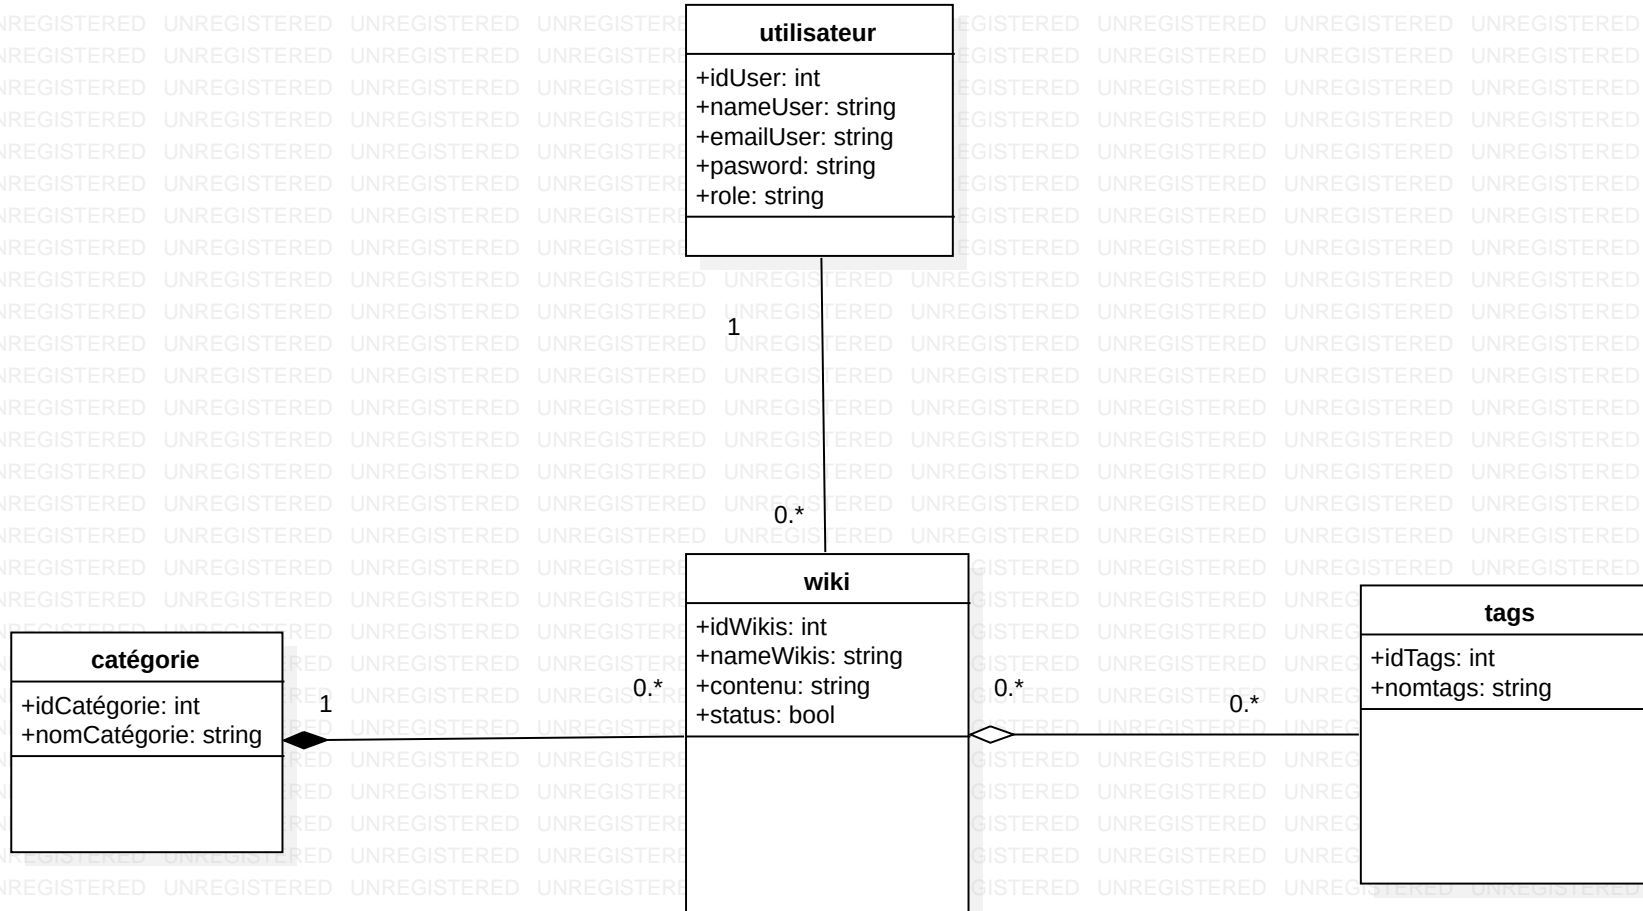 utilisateur
+idUser: int
+nameUser: string
+emailUser: string
+pasword: string
+role: string
1
0.*
wiki
+idWikis: int
+nameWikis: string
+contenu: string
+status: bool
catégorie
+idCatégorie: int
+nomCatégorie: string
1
0.*
0.*
0.*
tags
+idTags: int
+nomtags: string
UNREGISTERED